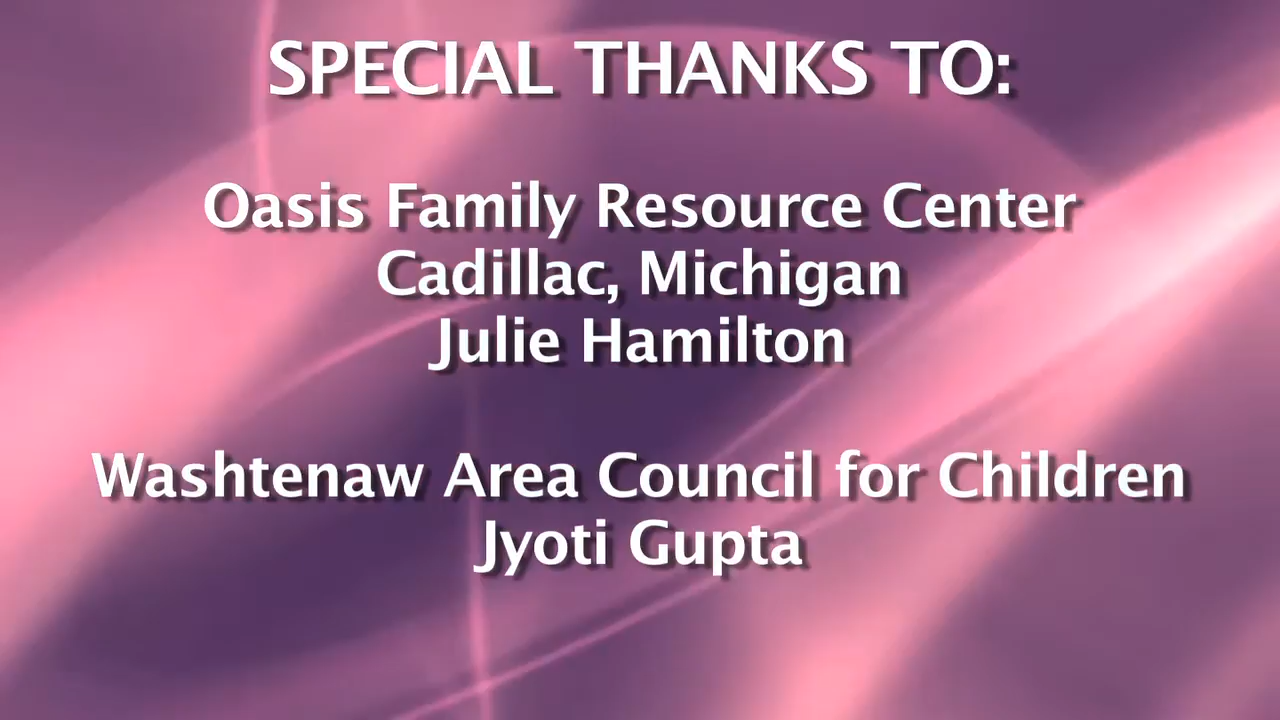 SPECIAL THANKS TO:
Oasis Family Resource Center
Cadillac, Michigan
Julie Hamilton
Washtenaw Area Council for Children
Jyoti Gupta